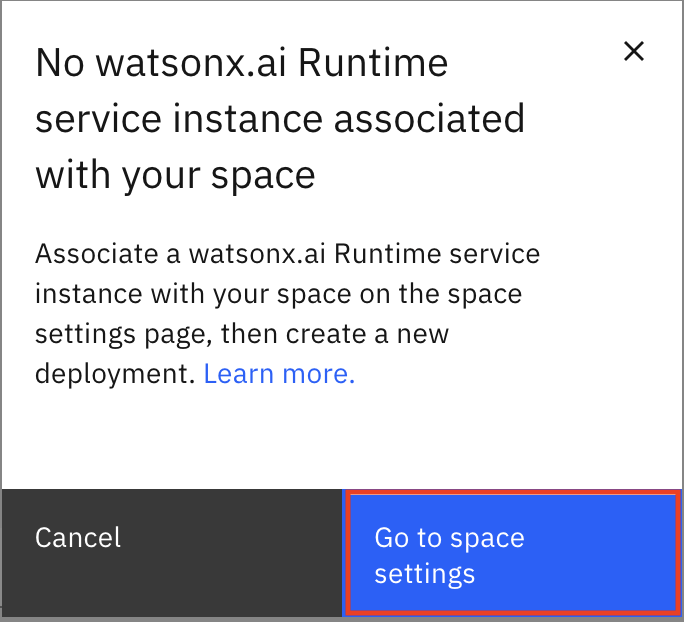 No watsonx.ai Runtime
service instance associated
with your space
Associate a watsonx.ai Runtime service
instance with your space on the space
settings page, then create a new
deployment. Learn more.
Cancel
Go to space
settings